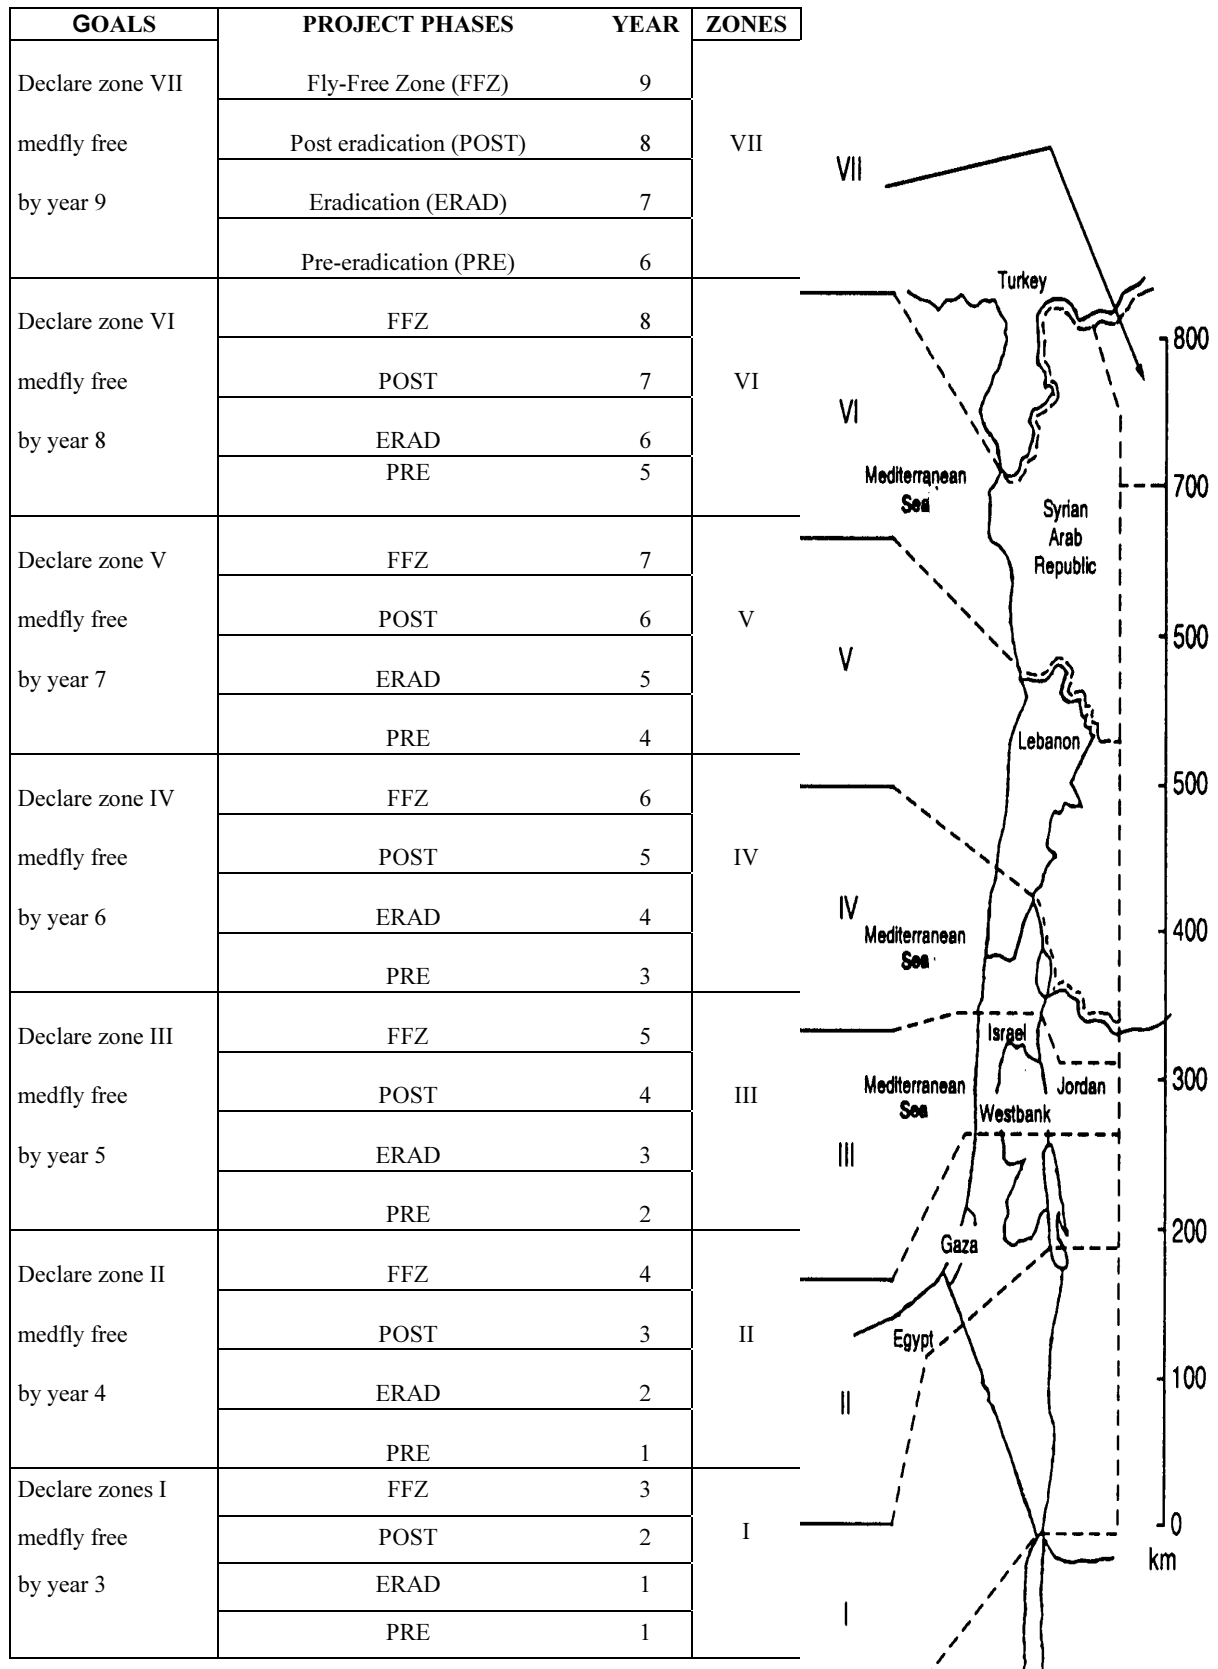 GOALS PROJECT PHASES YEAR ZONES
Declare zone VII Fly-Free Zone (FFZ) 9
medfly free Post eradication (POST) 8 VII
by year 9 Eradication (ERAD) 7
Pre-eradication (PRE) 6
Declare zone VI FFZ 8
medfly free POST 7 VI
by year 8 ERAD 6
PRE 5
Declare zone V FFZ 7
medfly free POST 6 V
by year 7 ERAD 5
PRE 4
Declare zone IV FFZ 6
medfly free POST 5 IV
by year 6 ERAD 4
PRE 3
Declare zone III FFZ 5
medfly free POST 4 III
by year 5 ERAD 3
PRE 2
Declare zone II FFZ 4
medfly free POST 3 II
by year 4 ERAD 2
PRE 1
Declare zones I FFZ 3
medfly free POST 2 I
by year 3 ERAD 1
PRE 1
VII
Turkey
800
VI
Mediterranean
Sea
700
Syrian
Arab
Republic
500
V
Lebanon
500
IV
Mediterranean
Sea
400
Israel
300
Mediterranean
Sea
Jordan
Westbank
III
200
Gaza
Egypt
100
II
0
km
I